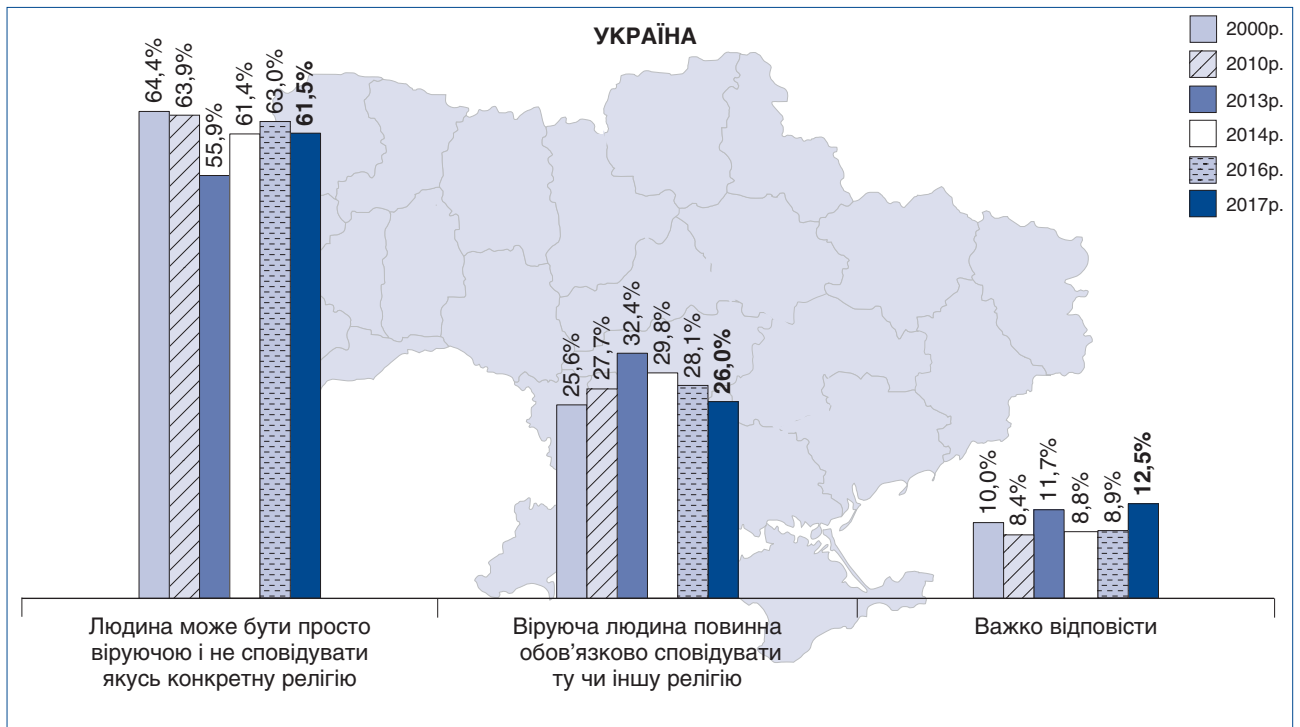 УКРАЇНА
2000р.
2010р.
2013р.
2014р.
2016р.
2017р.
64,4%
63,9%
55,9%
61,4%
63,0%
61,5%
25,6%
27,7%
32,4%
29,8%
28,1%
26,0%
10,0%
8,4%
11,7%
8,8%
8,9%
12,5%
Людина може бути просто
віруючою і не сповідувати
якусь конкретну релігію
Віруюча людина повинна
обов’язково сповідувати
ту чи іншу релігію
Важко відповісти